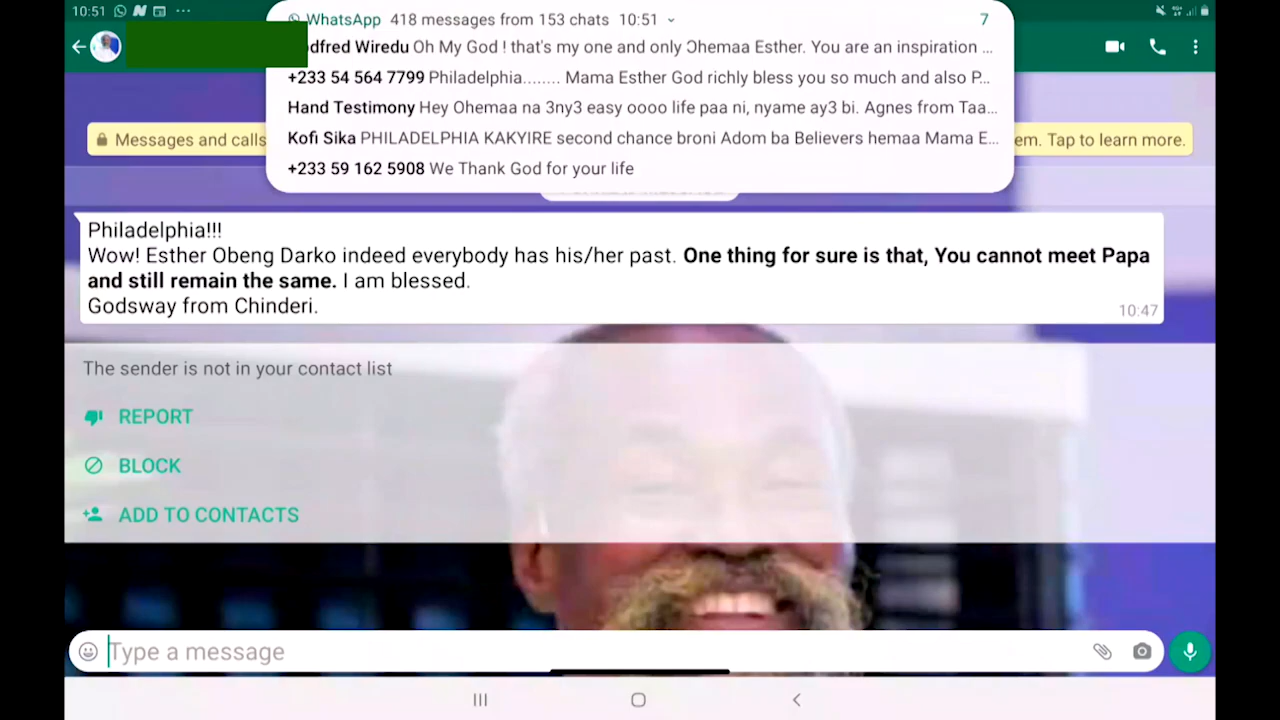 10:51
WhatsApp 418 messages from 153 chats 10:51 7
dfred Wiredu Oh My God ! that's my one and only Ɔhemaa Esther. You are an inspiration ...
+233 54 564 7799 Philadelphia........ Mama Esther God richly bless you so much and also P...
Hand Testimony Hey Ohemaa na 3ny3 easy oooo life paa ni, nyame ay3 bi. Agnes from Taa...
Kofi Sika PHILADELPHIA KAKYIRE second chance broni Adom ba Believers hemaa Mama E...
+233 59 162 5908 We Thank God for your life
Messages and calls em. Tap to learn more.
Philadelphia!!!
Wow! Esther Obeng Darko indeed everybody has his/her past. One thing for sure is that, You cannot meet Papa
and still remain the same. I am blessed.
Godsway from Chinderi.
10:47
The sender is not in your contact list
REPORT
BLOCK
ADD TO CONTACTS
Type a message